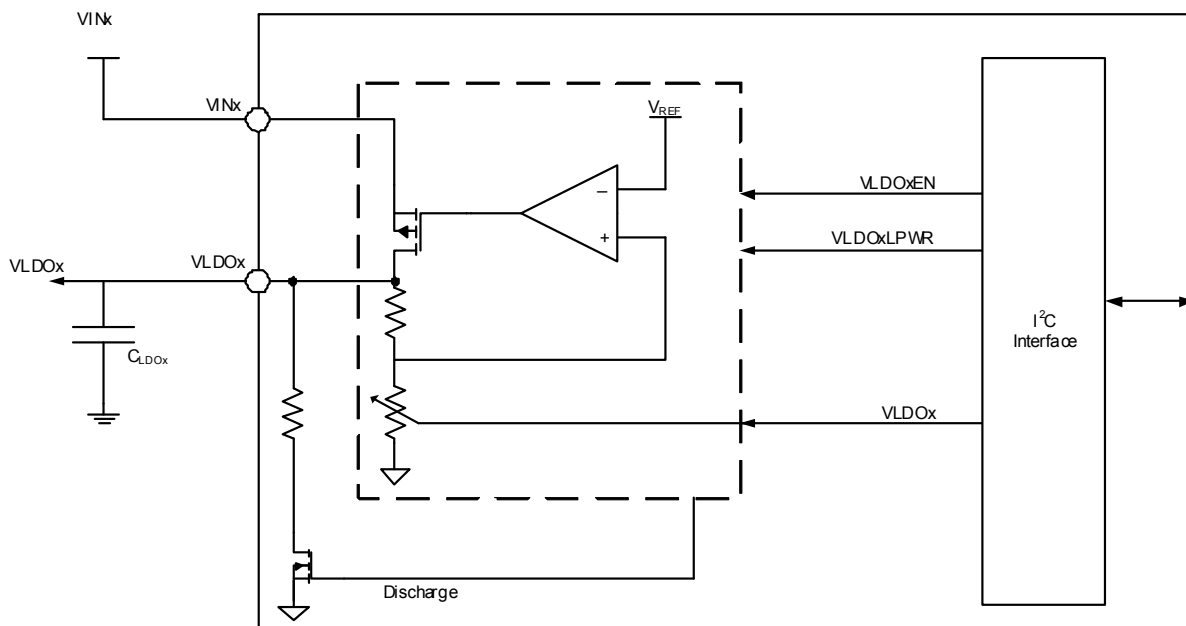 VINx
VINx
VREF
−
+
VLDOxEN
VLDOxLPWR
VLDOx
VLDOx
CLDOx
I²C
Interface
VLDOx
Discharge